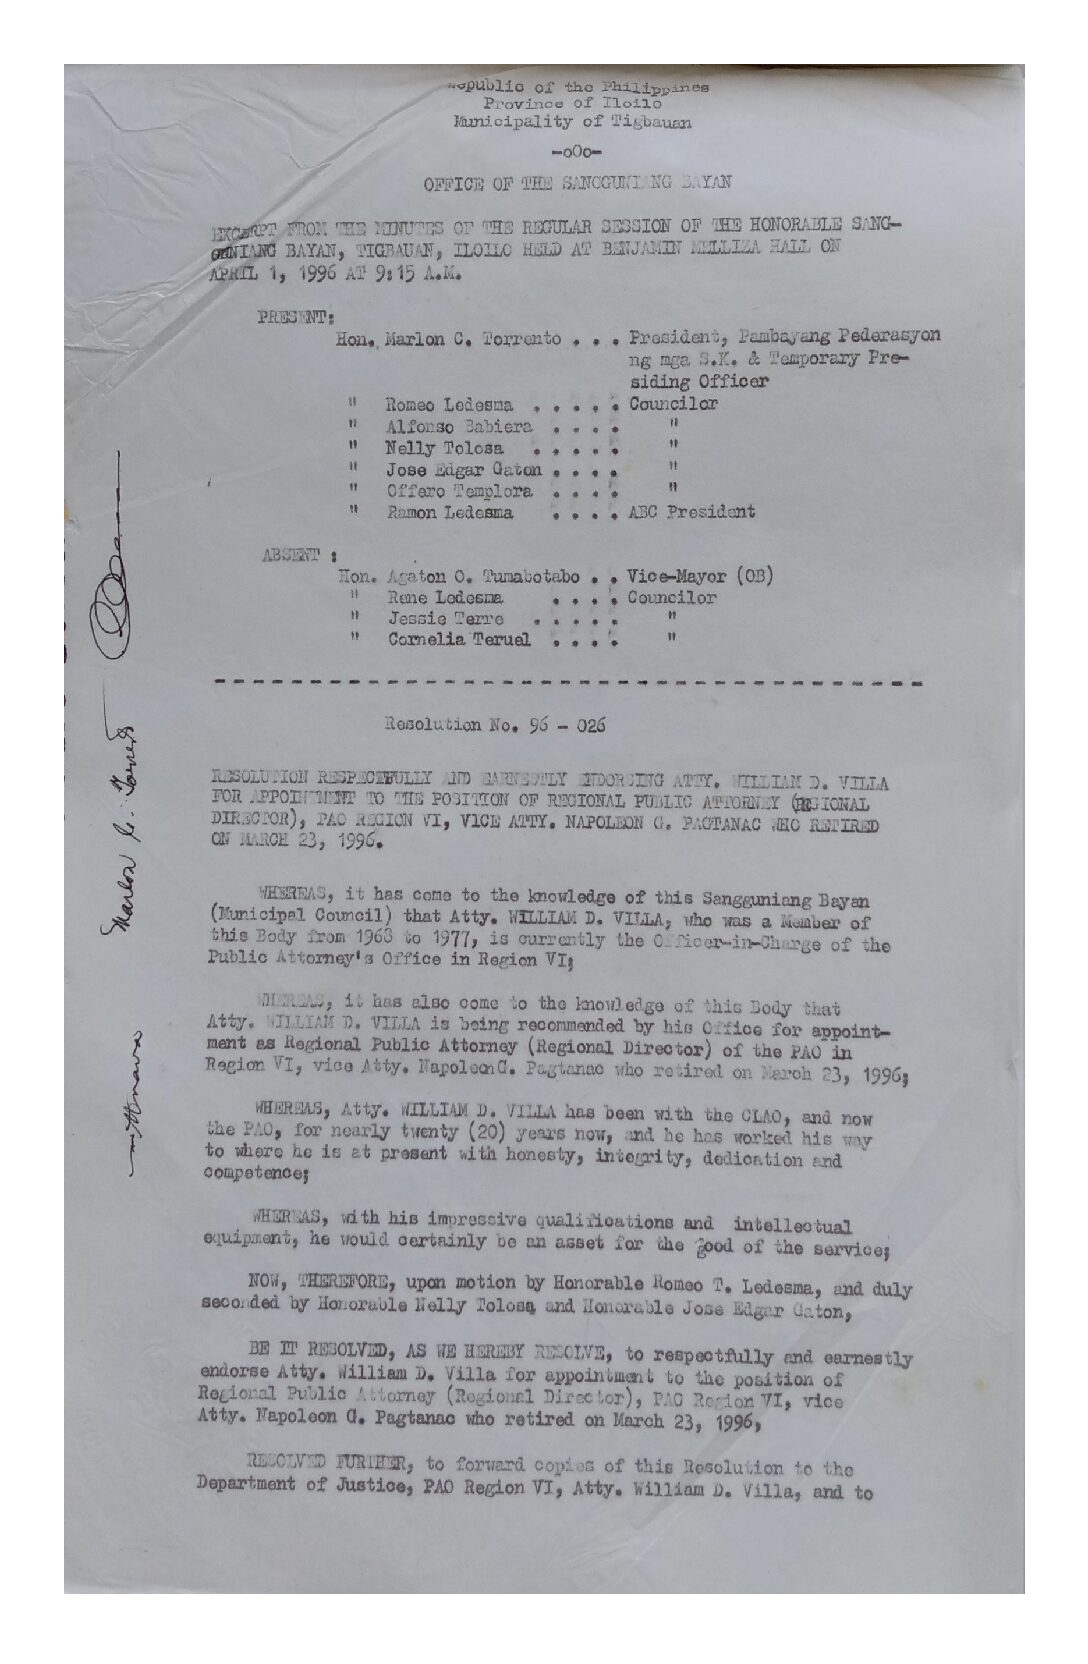 Republic of the Philippines
Province of Iloilo
Municipality of Tigbauan
-oOo-
OFFICE OF THE SANGGUNIANG BAYAN
EXCERPT FROM THE MINUTES OF THE REGULAR SESSION OF THE HONORABLE SANG-
GUNIANG BAYAN, TIGBAUAN, ILOILO HELD AT BENJAMIN MELLIZA HALL ON
APRIL 1, 1996 AT 9:15 A.M.
PRESENT:
Hon. Marlon C. Torrento . . . President, Pambayang Pederasyon
ng mga S.K. & Temporary Pre-
siding Officer
" Romeo Ledesma . . . . . Councilor
" Alfonso Babiera . . . . "
" Nelly Tolosa . . . . . "
" Jose Edgar Gaton . . . . "
" Offero Templora . . . . "
" Ramon Ledesma . . . . ABC President
ABSENT :
Hon. Agaton O. Tumabotabo . . Vice-Mayor (OB)
" Rene Ledesma . . . . Councilor
" Jessie Terre . . . . . "
" Cornelia Teruel . . . . "
Resolution No. 96 - 026
RESOLUTION RESPECTFULLY AND EARNESTLY ENDORSING ATTY. WILLIAM D. VILLA
FOR APPOINTMENT TO THE POSITION OF REGIONAL PUBLIC ATTORNEY (REGIONAL
DIRECTOR), PAO REGION VI, VICE ATTY. NAPOLEON G. PAGTANAC WHO RETIRED
ON MARCH 23, 1996.
WHEREAS, it has come to the knowledge of this Sangguniang Bayan
(Municipal Council) that Atty. WILLIAM D. VILLA, who was a Member of
this Body from 1963 to 1977, is currently the Officer-in-Charge of the
Public Attorney's Office in Region VI;
WHEREAS, it has also come to the knowledge of this Body that
Atty. WILLIAM D. VILLA is being recommended by his Office for appoint-
ment as Regional Public Attorney (Regional Director) of the PAO in
Region VI, vice Atty. Napoleon G. Pagtanac who retired on March 23, 1996;
WHEREAS, Atty. WILLIAM D. VILLA has been with the CLAO, and now
the PAO, for nearly twenty (20) years now, and he has worked his way
to where he is at present with honesty, integrity, dedication and
competence;
WHEREAS, with his impressive qualifications and intellectual
equipment, he would certainly be an asset for the good of the service;
NOW, THEREFORE, upon motion by Honorable Romeo T. Ledesma, and duly
seconded by Honorable Nelly Tolosa and Honorable Jose Edgar Gaton,
BE IT RESOLVED, AS WE HEREBY RESOLVE, to respectfully and earnestly
endorse Atty. William D. Villa for appointment to the position of
Regional Public Attorney (Regional Director), PAO Region VI, vice
Atty. Napoleon G. Pagtanac who retired on March 23, 1996,
RESOLVED FURTHER, to forward copies of this Resolution to the
Department of Justice, PAO Region VI, Atty. William D. Villa, and to